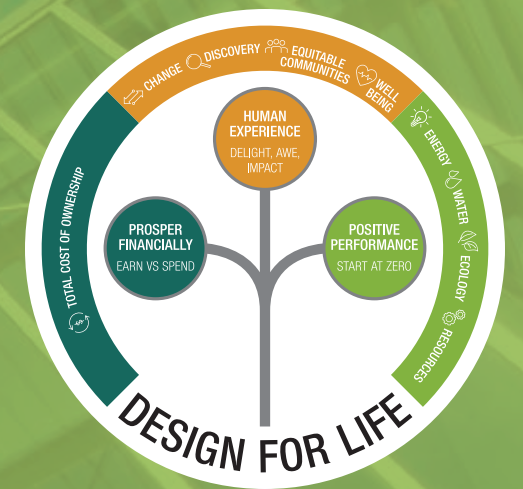 CHANGE
DISCOVERY
EQUITABLE
COMMUNITIES
WELL
BEING
HUMAN
EXPERIENCE
DELIGHT, AWE,
IMPACT
ENERGY
WATER
ECOLOGY
RESOURCES
TOTAL COST OF OWNERSHIP
PROSPER
FINANCIALLY
EARN VS SPEND
POSITIVE
PERFORMANCE
START AT ZERO
DESIGN FOR LIFE